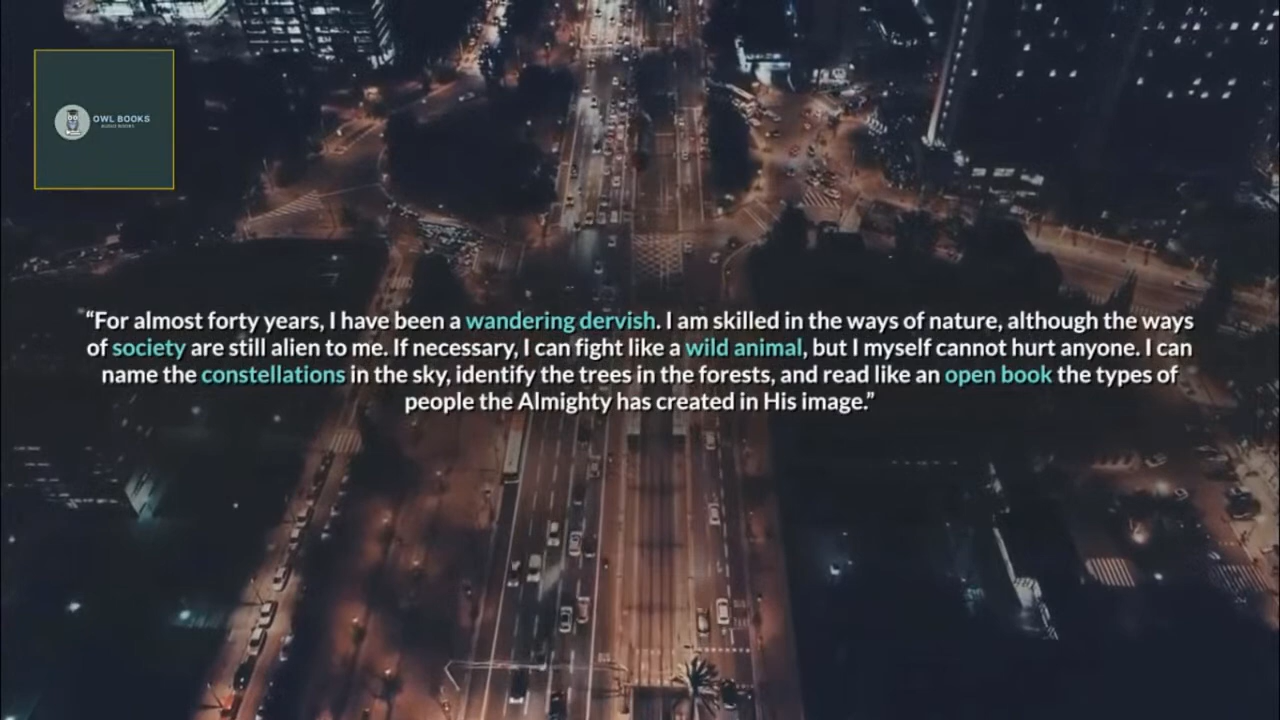 OWL BOOKS
AUDIO BOOKS
“For almost forty years, I have been a wandering dervish. I am skilled in the ways of nature, although the ways
of society are still alien to me. If necessary, I can fight like a wild animal, but I myself cannot hurt anyone. I can
name the constellations in the sky, identify the trees in the forests, and read like an open book the types of
people the Almighty has created in His image.”